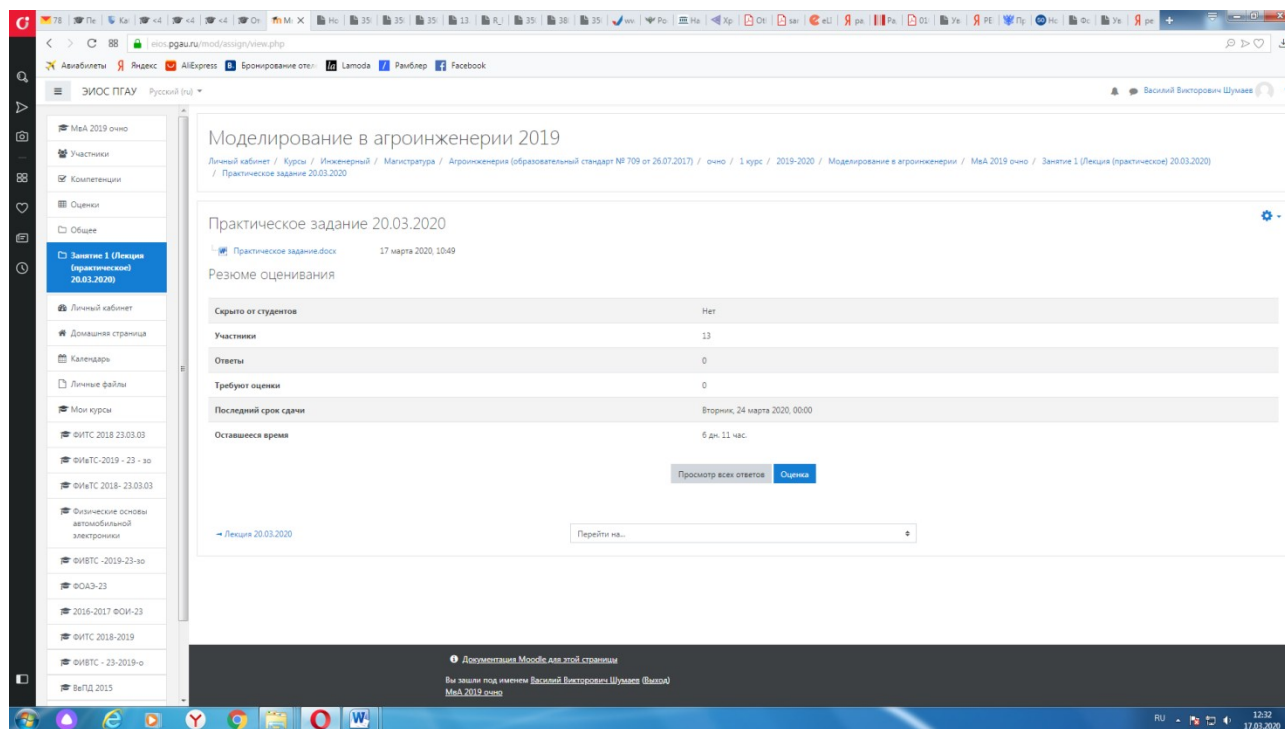 eios.pgau.ru/mod/assign/view.php
Авиабилеты Яндекс AliExpress Бронирование отел Lamoda Рамблер Facebook
ЭИОС ПГАУ Русский (ru)
Василий Викторович Шумаев
МвА 2019 очно
Участники
Компетенции
Оценки
Общее
Занятие 1 (Лекция
(практическое)
20.03.2020)
Личный кабинет
Домашняя страница
Календарь
Личные файлы
Мои курсы
ФИТС 2018 23.03.03
ФИвТС-2019 - 23 - зо
ФИвТС 2018- 23.03.03
Физические основы
автомобильной
электроники
ФИВТС -2019-23-зо
ФОАЭ-23
2016-2017 ФОИ-23
ФИТС 2018-2019
ФИВТС - 23-2019-о
ВвПД 2015
Моделирование в агроинженерии 2019
Личный кабинет / Курсы / Инженерный / Магистратура / Агроинженерия (образовательный стандарт № 709 от 26.07.2017) / очно / 1 курс / 2019-2020 / Моделирование в агроинженерии / МвА 2019 очно / Занятие 1 (Лекция (практическое) 20.03.2020)
/ Практическое задание 20.03.2020
Практическое задание 20.03.2020
Практическое задание.docx 17 марта 2020, 10:49
Резюме оценивания
Скрыто от студентов Нет
Участники 13
Ответы 0
Требуют оценки 0
Последний срок сдачи Вторник, 24 марта 2020, 00:00
Оставшееся время 6 дн. 11 час.
Просмотр всех ответов Оценка
→ Лекция 20.03.2020 Перейти на...
Документация Moodle для этой страницы
Вы зашли под именем Василий Викторович Шумаев (Выход)
МвА 2019 очно
RU 12:32
17.03.2020